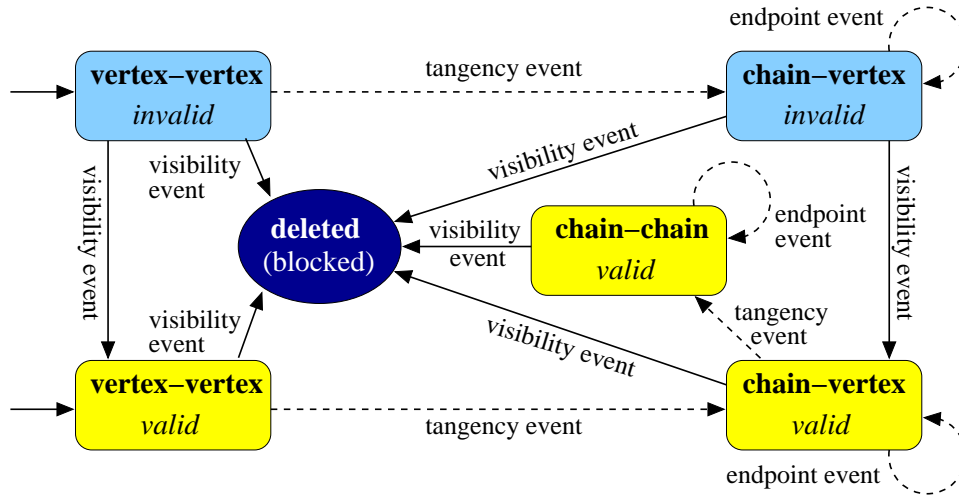 endpoint event
vertex−vertex
invalid
tangency event
chain−vertex
invalid
visibility
event
visibility event
visibility event
visibility event
deleted
(blocked)
visibility
event
chain−chain
valid
endpoint
event
visibility
event
visibility event
tangency
event
vertex−vertex
valid
tangency event
chain−vertex
valid
endpoint event